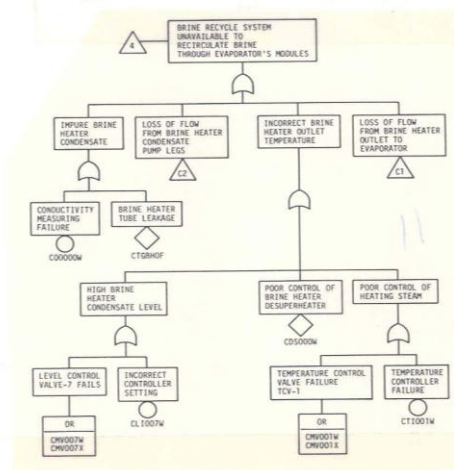 BRINE RECYCLE SYSTEM
UNAVAILABLE TO
RECIRCULATE BRINE
THROUGH EVAPORATOR'S MODULES
4
IMPURE BRINE
HEATER
CONDENSATE
LOSS OF FLOW
FROM BRINE HEATER
CONDENSATE
PUMP LEGS
C2
INCORRECT BRINE
HEATER OUTLET
TEMPERATURE
LOSS OF FLOW
FROM BRINE HEATER
OUTLET TO
EVAPORATOR
C1
CONDUCTIVITY
MEASURING
FAILURE
CO0000W
BRINE HEATER
TUBE LEAKAGE
CTGBHOF
HIGH BRINE
HEATER
CONDENSATE LEVEL
POOR CONTROL OF
BRINE HEATER
DESUPERHEATER
CDS000W
POOR CONTROL OF
HEATING STEAM
LEVEL CONTROL
VALVE-7 FAILS
OR
CMV007W
CMV007X
INCORRECT
CONTROLLER
SETTING
CLI007W
TEMPERATURE CONTROL
VALVE FAILURE
TCV-1
OR
CMV001W
CMV001X
TEMPERATURE
CONTROLLER
FAILURE
CTI001W